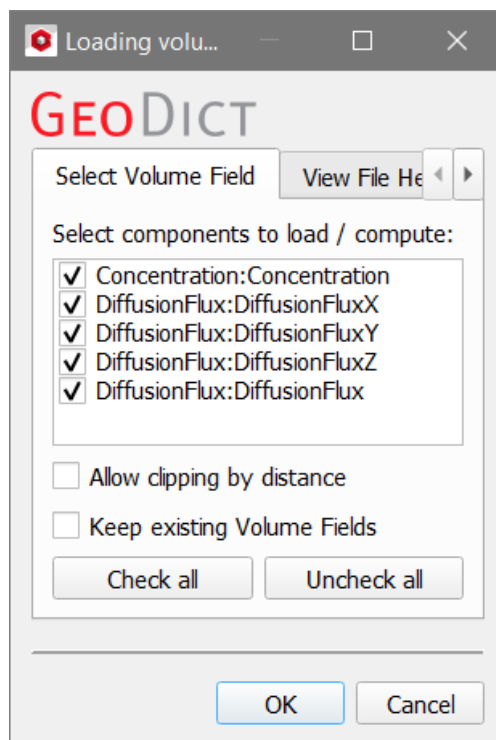 Loading volu...
GEODICT
Select Volume Field
View File He
Select components to load / compute:
Concentration:Concentration
DiffusionFlux:DiffusionFluxX
DiffusionFlux:DiffusionFluxY
DiffusionFlux:DiffusionFluxZ
DiffusionFlux:DiffusionFlux
Allow clipping by distance
Keep existing Volume Fields
Check all
Uncheck all
OK
Cancel